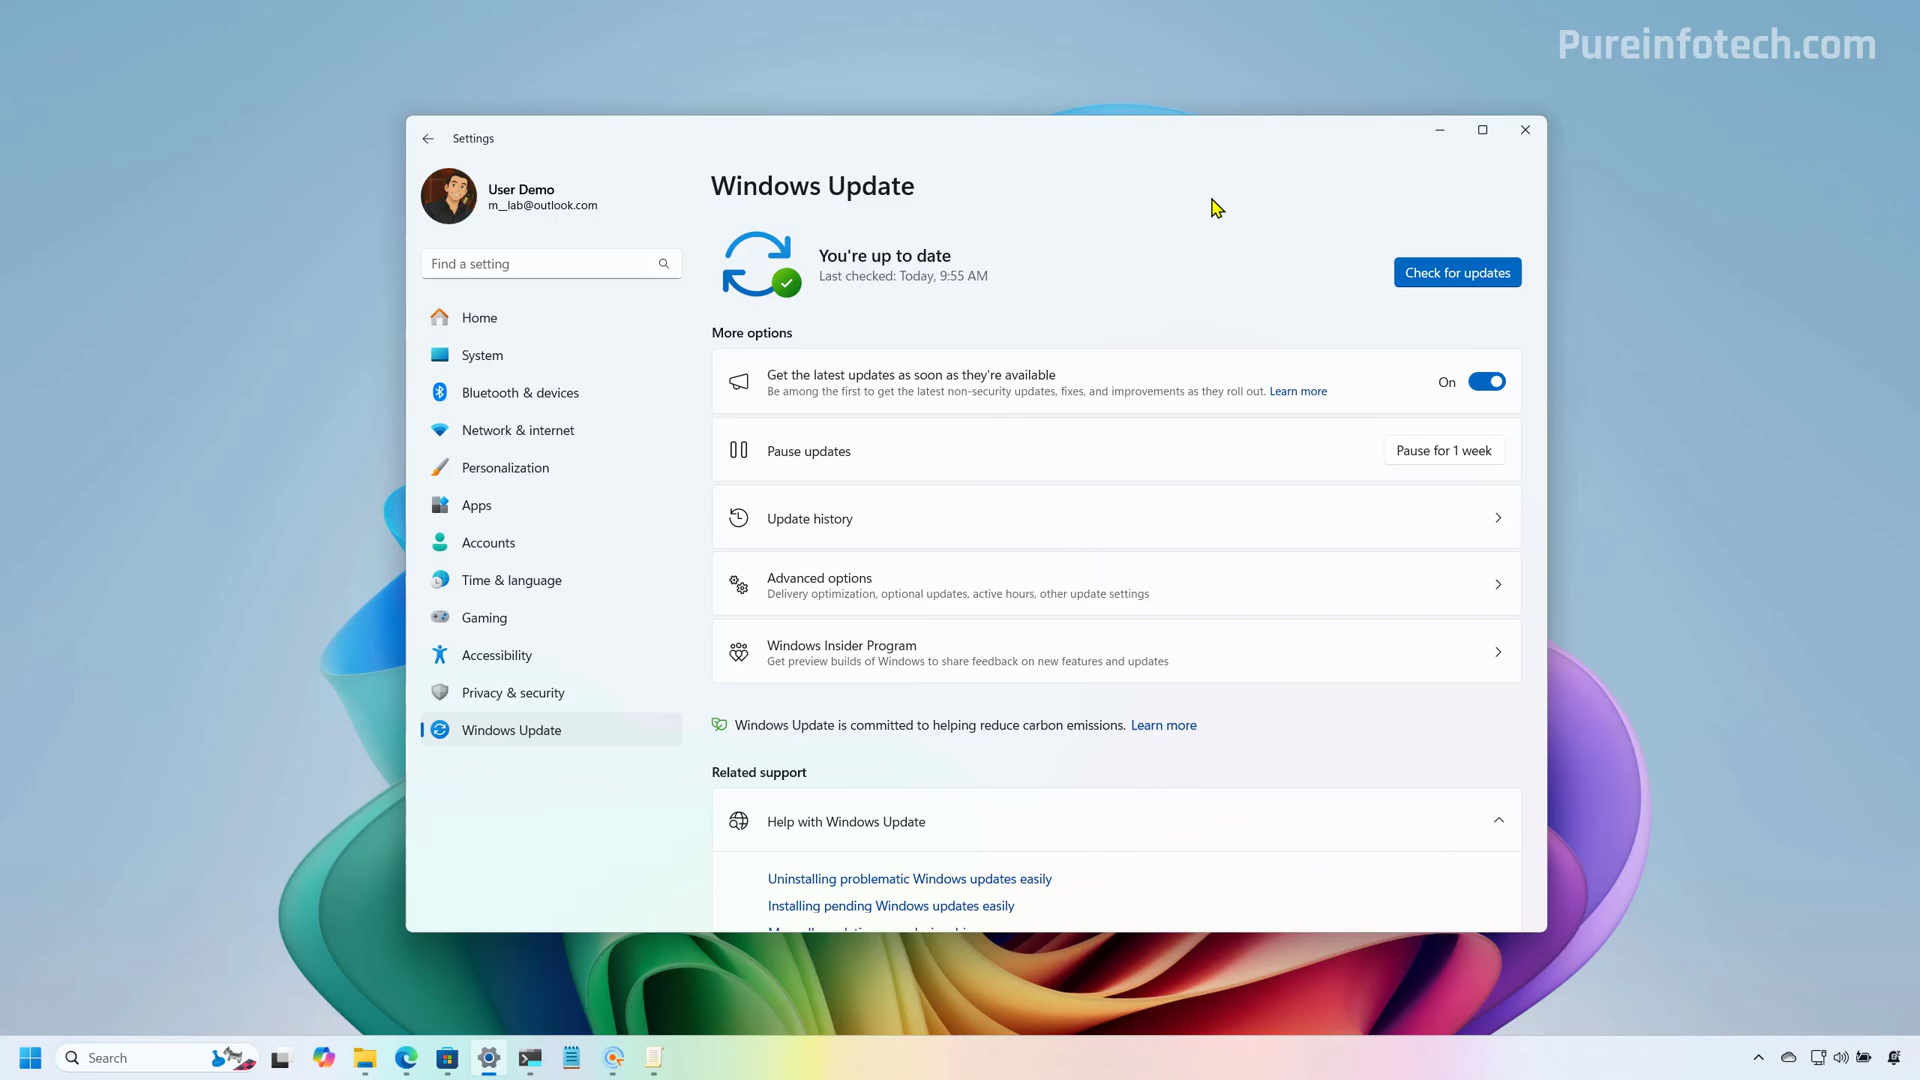 Pureinfotech.com
Settings
User Demo
m__lab@outlook.com
Find a setting
Home
System
Bluetooth & devices
Network & internet
Personalization
Apps
Accounts
Time & language
Gaming
Accessibility
Privacy & security
Windows Update
Windows Update
You're up to date
Last checked: Today, 9:55 AM
Check for updates
More options
Get the latest updates as soon as they're available
Be among the first to get the latest non-security updates, fixes, and improvements as they roll out. Learn more
On
Pause updates
Pause for 1 week
Update history
Advanced options
Delivery optimization, optional updates, active hours, other update settings
Windows Insider Program
Get preview builds of Windows to share feedback on new features and updates
Windows Update is committed to helping reduce carbon emissions. Learn more
Related support
Help with Windows Update
Uninstalling problematic Windows updates easily
Installing pending Windows updates easily
Search